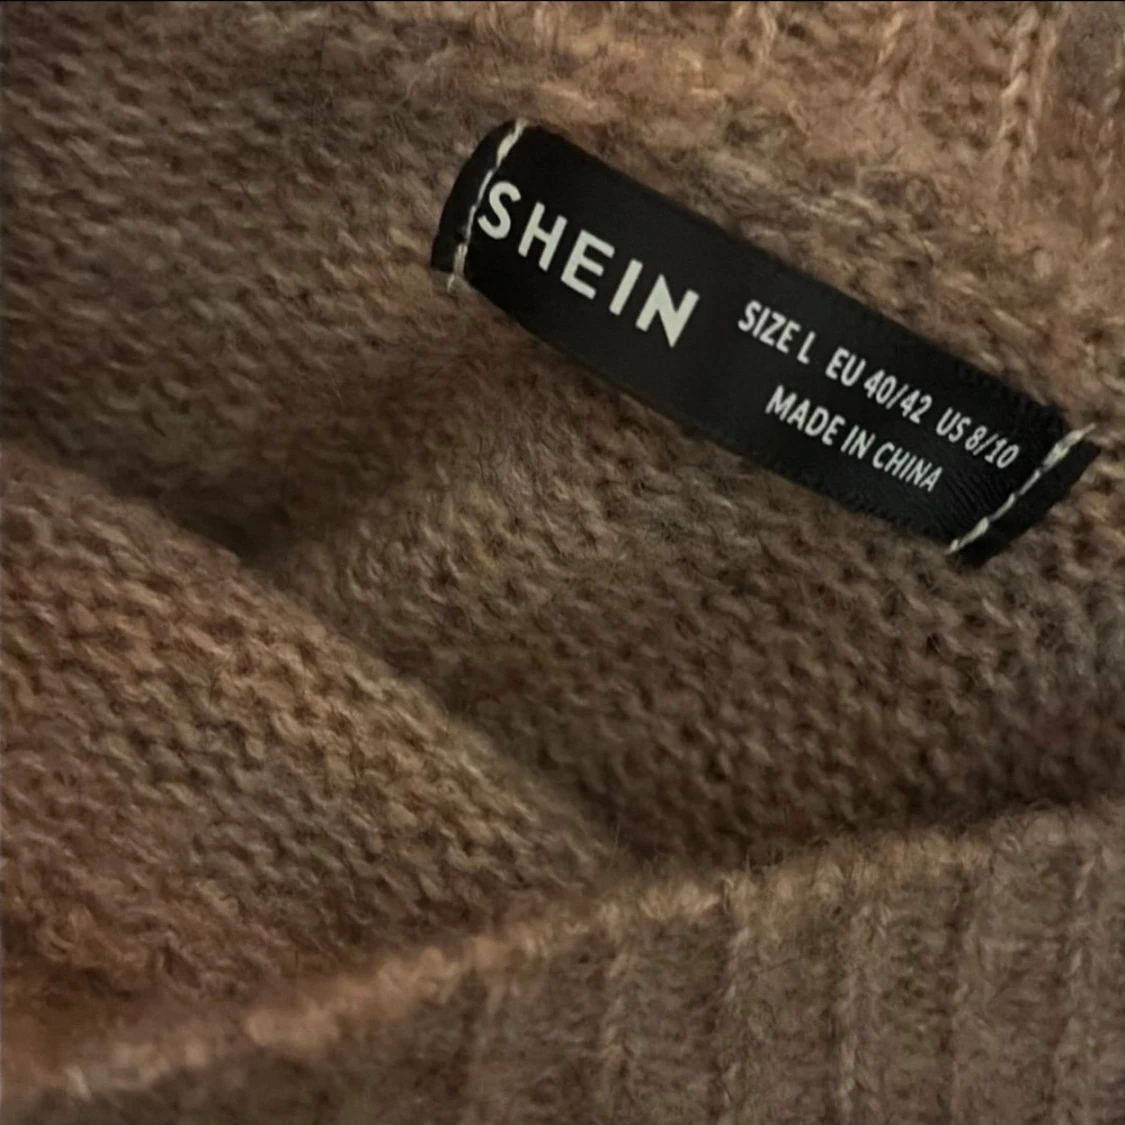 SHEIN
SIZE L EU 40/42 US 8/10
MADE IN CHINA